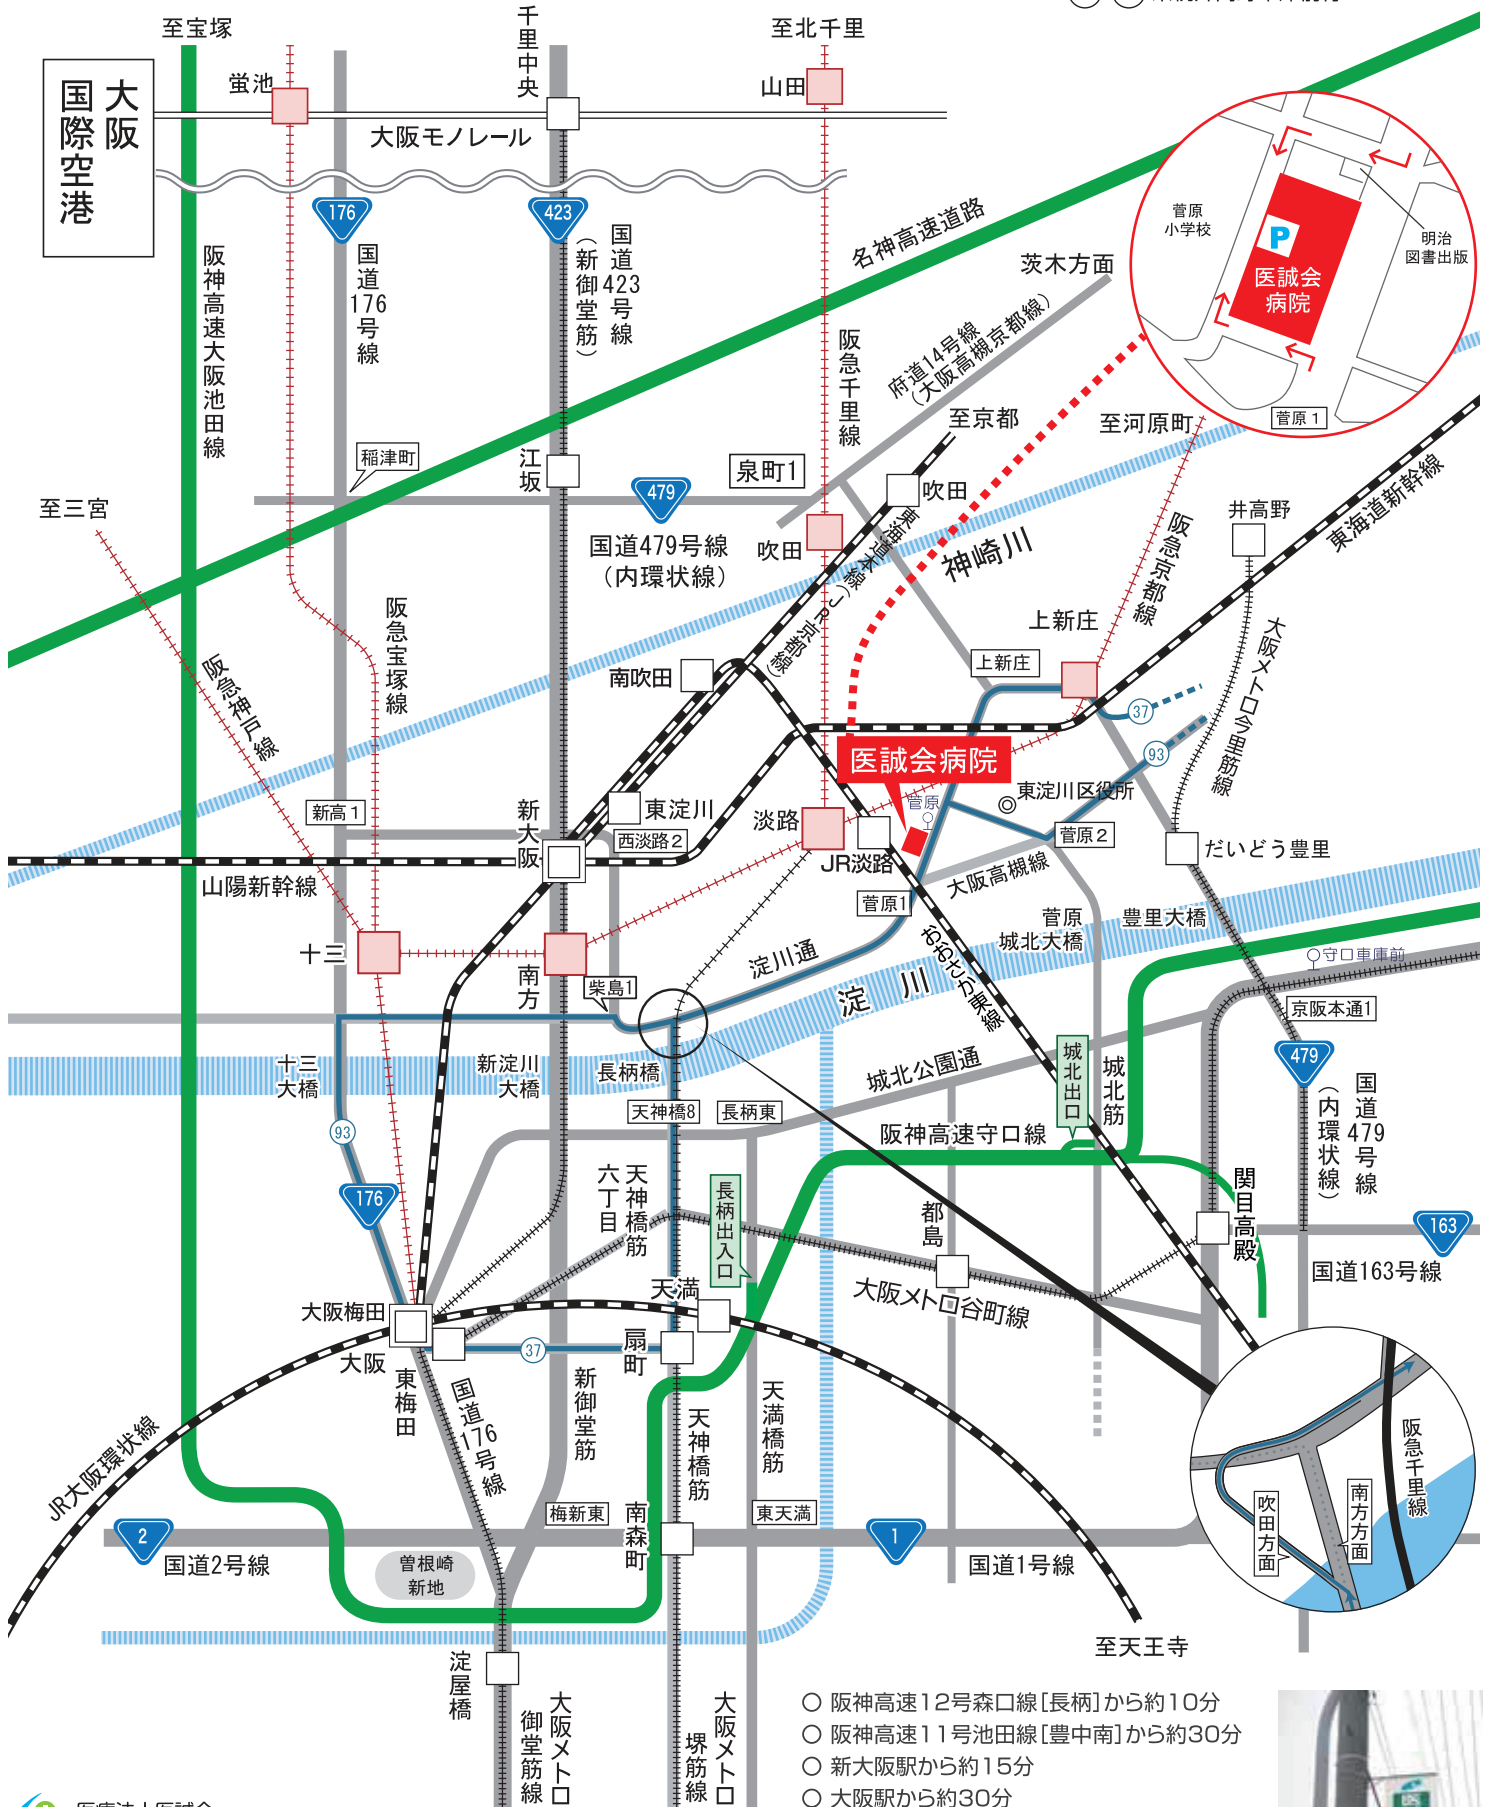 至宝塚
千里中央
至北千里
大阪
国際空港
蛍池
山田
大阪モノレール
176
423
国道176号線
国道423号線
（新御堂筋）
阪神高速大阪池田線
名神高速道路
茨木方面
府道14号線
（大阪高槻京都線）
阪急千里線
菅原
小学校
明治
図書出版
P
医誠会
病院
菅原1
至京都
至河原町
稲津町
江坂
479
泉町1
吹田
吹田
国道479号線
（内環状線）
至三宮
神崎川
井高野
東海道新幹線
東海道本線（JR京都線）
阪急京都線
阪急宝塚線
阪急神戸線
上新庄
上新庄
大阪メトロ今里筋線
南吹田
37
93
医誠会病院
東淀川区役所
菅原
新高1
新大阪
東淀川
西淡路2
淡路
JR淡路
菅原2
だいどう豊里
山陽新幹線
大阪高槻線
菅原1
菅原
城北大橋
豊里大橋
十三
南方
柴島1
淀川通
淀川
おおさか東線
守口車庫前
京阪本通1
十三
大橋
新淀川
大橋
長柄橋
城北公園通
城北出口
城北筋
479
国道479号線
（内環状線）
93
天神橋8
長柄東
阪神高速守口線
176
天神橋筋
六丁目
長柄出入口
都島
関目高殿
163
国道163号線
大阪梅田
大阪
東梅田
天満
扇町
37
大阪メトロ谷町線
国道176号線
新御堂筋
天神橋筋
天満橋筋
JR大阪環状線
阪急千里線
吹田方面
南方方面
梅新東
南森町
東天満
2
国道2号線
1
国道1号線
曽根崎
新地
至天王寺
淀屋橋
大阪メトロ
御堂筋線
大阪メトロ
堺筋線
○ 阪神高速12号森口線［長柄］から約10分
○ 阪神高速11号池田線［豊中南］から約30分
○ 新大阪駅から約15分
○ 大阪駅から約30分